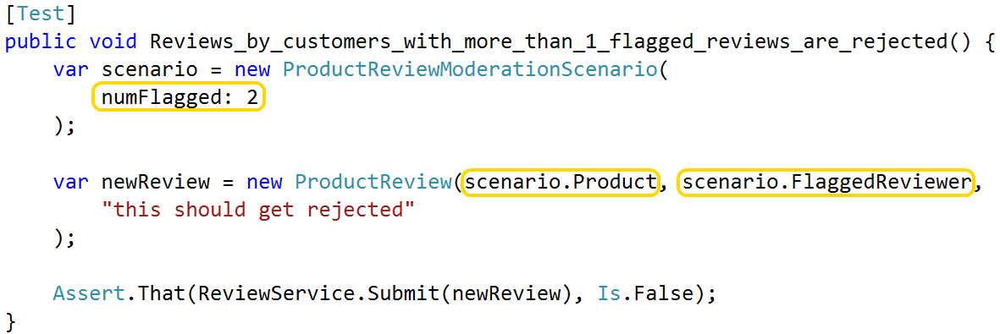 [Test]
public void Reviews_by_customers_with_more_than_1_flagged_reviews_are_rejected() {
    var scenario = new ProductReviewModerationScenario(
        numFlagged: 2
    );

    var newReview = new ProductReview(scenario.Product, scenario.FlaggedReviewer,
        "this should get rejected"
    );

    Assert.That(ReviewService.Submit(newReview), Is.False);
}